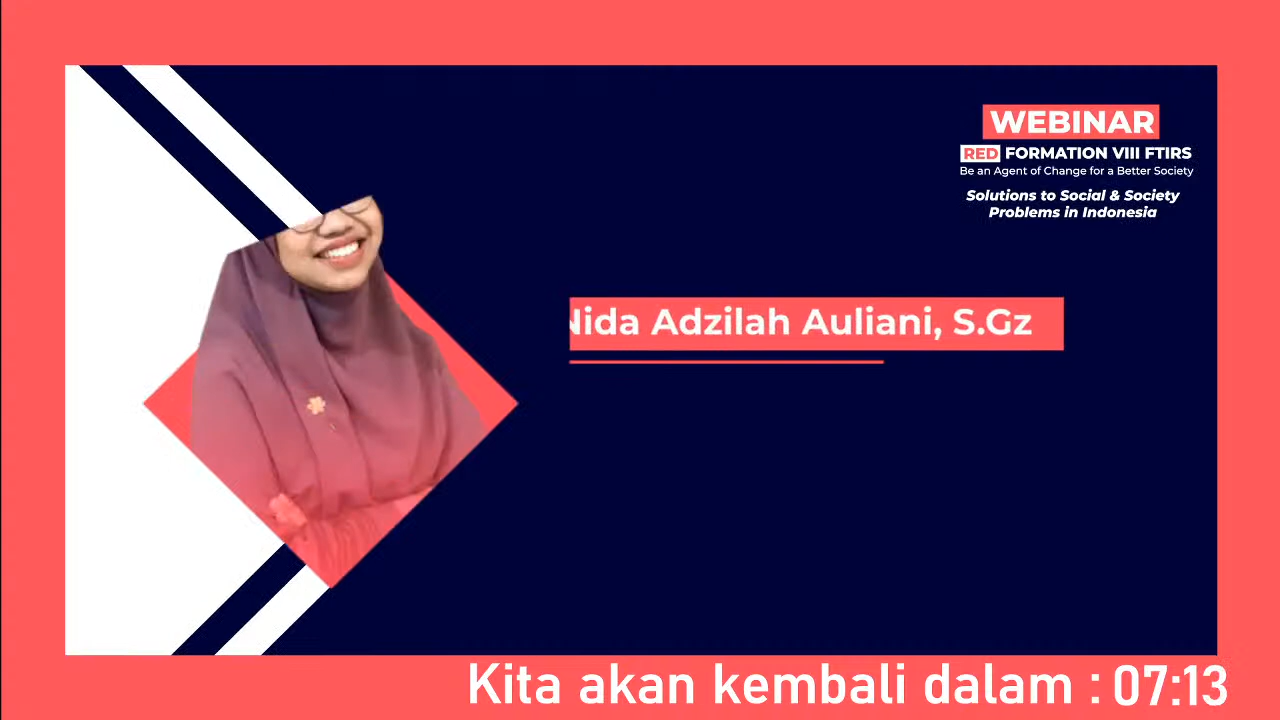 WEBINAR
RED FORMATION VIII FTIRS
Be an Agent of Change for a Better Society
Solutions to Social & Society
Problems in Indonesia
Nida Adzilah Auliani, S.Gz
Kita akan kembali dalam : 07:13